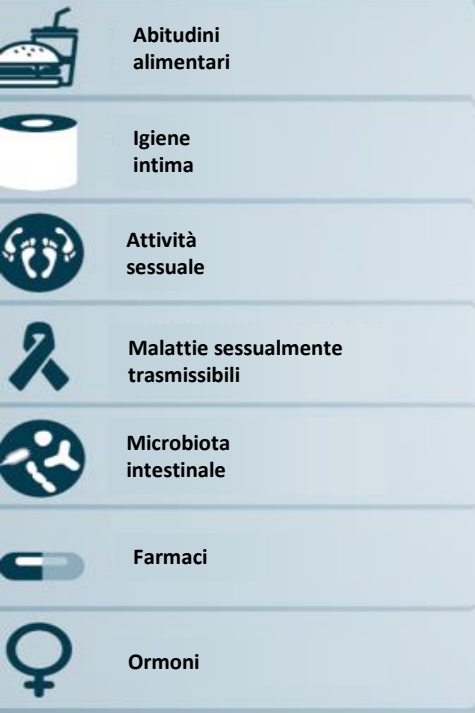 Abitudini
alimentari
Igiene
intima
Attività
sessuale
Malattie sessualmente
trasmissibili
Microbiota
intestinale
Farmaci
Ormoni